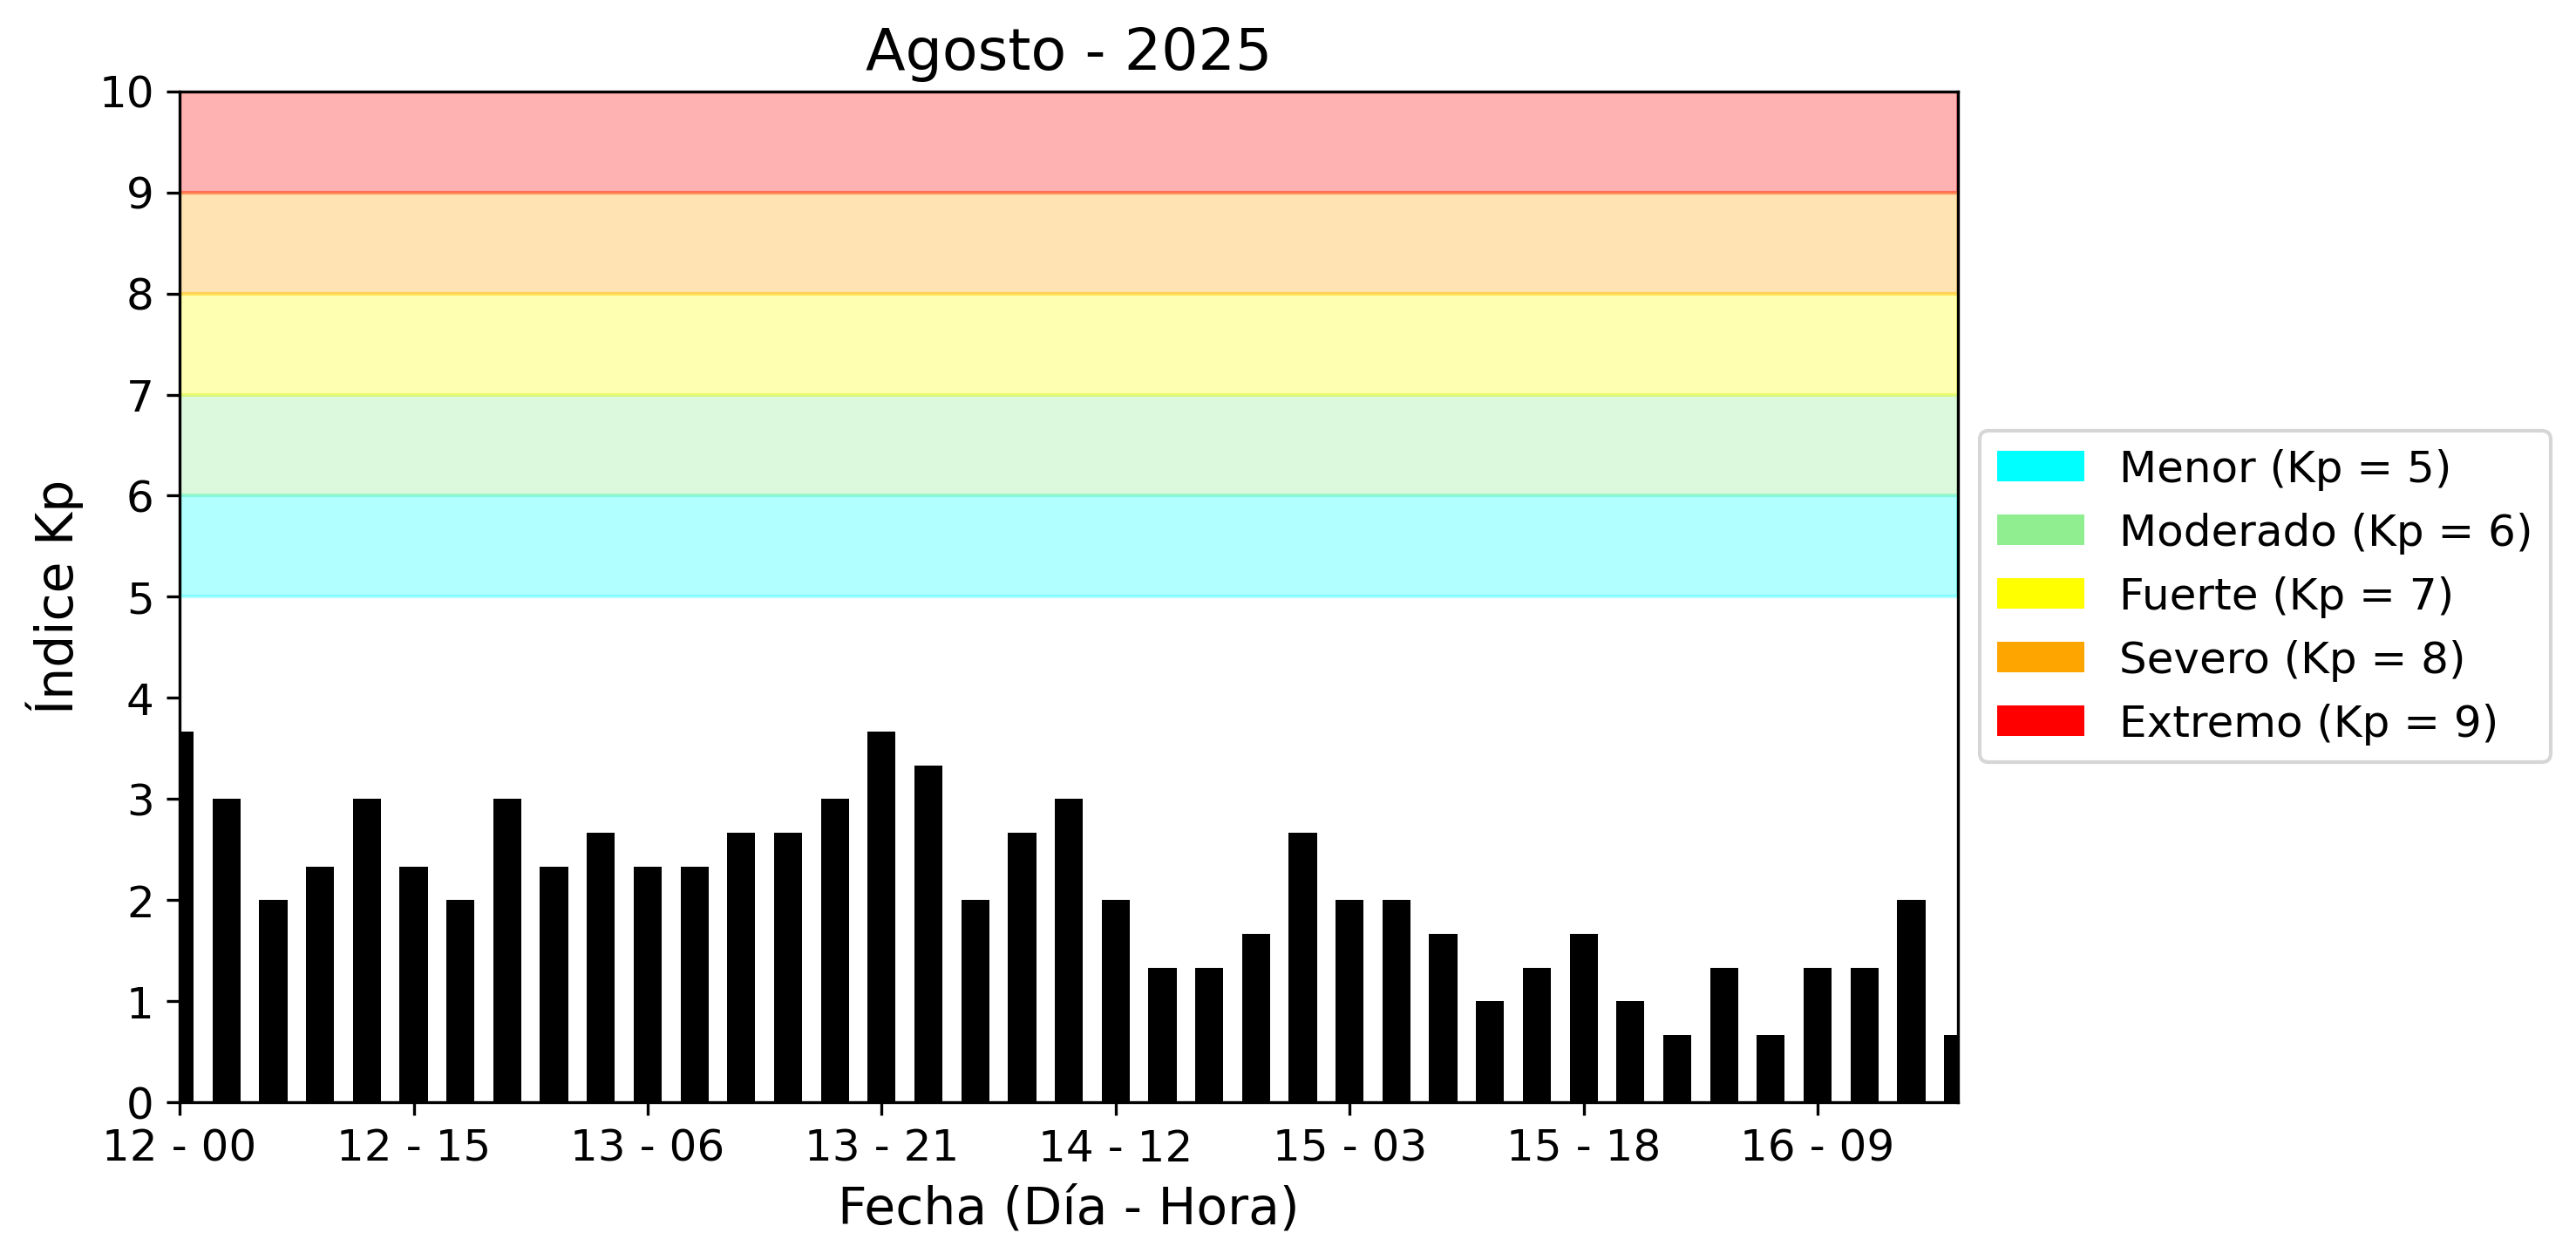 Agosto - 2025
Índice Kp
10
9
8
7
6
5
4
3
2
1
0
12 - 00
12 - 15
13 - 06
13 - 21
14 - 12
15 - 03
15 - 18
16 - 09
Fecha (Día - Hora)
Menor (Kp = 5)
Moderado (Kp = 6)
Fuerte (Kp = 7)
Severo (Kp = 8)
Extremo (Kp = 9)